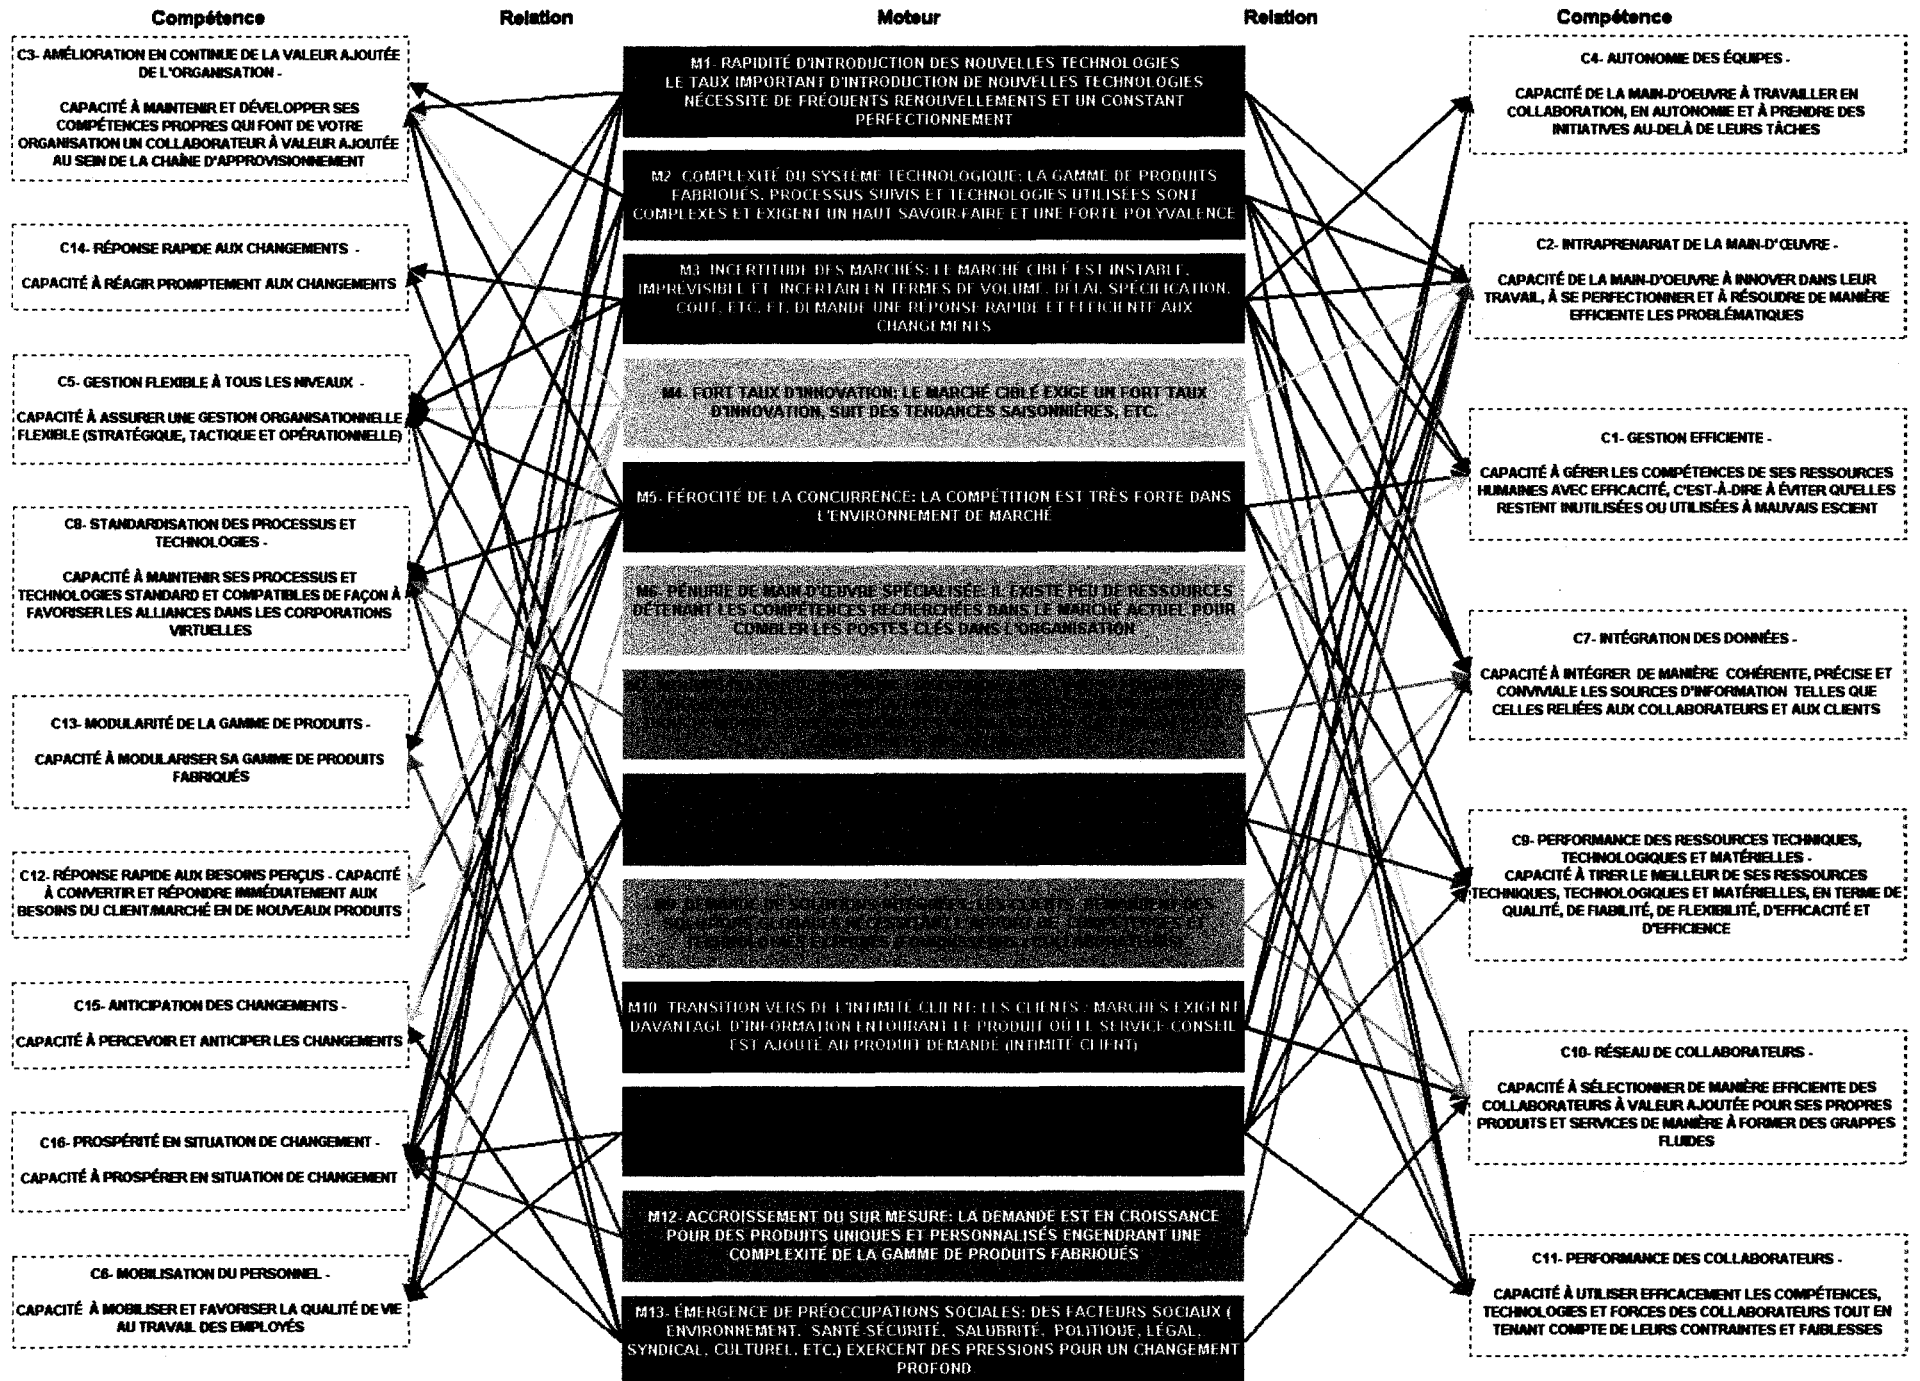 Compétence
Relation
Moteur
Relation
Compétence
C3- AMÉLIORATION EN CONTINUE DE LA VALEUR AJOUTÉE
DE L'ORGANISATION -
CAPACITÉ À MAINTENIR ET DÉVELOPPER SES
COMPÉTENCES PROPRES QUI FONT DE VOTRE
ORGANISATION UN COLLABORATEUR À VALEUR AJOUTÉE
AU SEIN DE LA CHAÎNE D'APPROVISIONNEMENT
C14- RÉPONSE RAPIDE AUX CHANGEMENTS -
CAPACITÉ À RÉAGIR PROMPTEMENT AUX CHANGEMENTS
C5- GESTION FLEXIBLE À TOUS LES NIVEAUX -
CAPACITÉ À ASSURER UNE GESTION ORGANISATIONNELLE
FLEXIBLE (STRATÉGIQUE, TACTIQUE ET OPÉRATIONNELLE)
C8- STANDARDISATION DES PROCESSUS ET
TECHNOLOGIES -
CAPACITÉ À MAINTENIR SES PROCESSUS ET
TECHNOLOGIES STANDARD ET COMPATIBLES DE FAÇON À
FAVORISER LES ALLIANCES DANS LES CORPORATIONS
VIRTUELLES
C13- MODULARITÉ DE LA GAMME DE PRODUITS -
CAPACITÉ À MODULARISER SA GAMME DE PRODUITS
FABRIQUÉS
C12- RÉPONSE RAPIDE AUX BESOINS PERÇUS - CAPACITÉ
À CONVERTIR ET RÉPONDRE IMMÉDIATEMENT AUX
BESOINS DU CLIENT/MARCHÉ EN DE NOUVEAUX PRODUITS
C15- ANTICIPATION DES CHANGEMENTS -
CAPACITÉ À PERCEVOIR ET ANTICIPER LES CHANGEMENTS
C16- PROSPÉRITÉ EN SITUATION DE CHANGEMENT -
CAPACITÉ À PROSPÉRER EN SITUATION DE CHANGEMENT
C6- MOBILISATION DU PERSONNEL -
CAPACITÉ À MOBILISER ET FAVORISER LA QUALITÉ DE VIE
AU TRAVAIL DES EMPLOYÉS
M1- RAPIDITÉ D'INTRODUCTION DES NOUVELLES TECHNOLOGIES
LE TAUX IMPORTANT D'INTRODUCTION DE NOUVELLES TECHNOLOGIES
NÉCESSITE DE FRÉQUENTS RENOUVELLEMENTS ET UN CONSTANT
PERFECTIONNEMENT
M2- COMPLEXITÉ DU SYSTÈME TECHNOLOGIQUE: LA GAMME DE PRODUITS
FABRIQUÉS, PROCESSUS SUIVIS ET TECHNOLOGIES UTILISÉES SONT
COMPLEXES ET EXIGENT UN HAUT SAVOIR-FAIRE ET UNE FORTE POLYVALENCE
M3- INCERTITUDE DES MARCHÉS: LE MARCHÉ CIBLÉ EST INSTABLE,
IMPRÉVISIBLE ET INCERTAIN EN TERMES DE VOLUME, DÉLAI, SPÉCIFICATION,
COÛT, ETC. ET, DEMANDE UNE RÉPONSE RAPIDE ET EFFICIENTE AUX
CHANGEMENTS
M4- FORT TAUX D'INNOVATION: LE MARCHÉ CIBLÉ EXIGE UN FORT TAUX
D'INNOVATION, SUIT DES TENDANCES SAISONNIÈRES, ETC.
M5- FÉROCITÉ DE LA CONCURRENCE: LA COMPÉTITION EST TRÈS FORTE DANS
L'ENVIRONNEMENT DE MARCHÉ
M6- PÉNURIE DE MAIN-D'ŒUVRE SPÉCIALISÉE: IL EXISTE PEU DE RESSOURCES
DÉTENANT LES COMPÉTENCES RECHERCHÉES DANS LE MARCHÉ ACTUEL POUR
COMBLER LES POSTES CLÉS DANS L'ORGANISATION
M9- DEMANDE DE SOLUTIONS
M10- TRANSITION VERS DE L'INTIMITÉ CLIENT: LES CLIENTS / MARCHÉS EXIGENT
DAVANTAGE D'INFORMATION ENTOURANT LE PRODUIT OÙ LE SERVICE-CONSEIL
EST AJOUTÉ AU PRODUIT DEMANDÉ (INTIMITÉ CLIENT)
M12- ACCROISSEMENT DU SUR MESURE: LA DEMANDE EST EN CROISSANCE
POUR DES PRODUITS UNIQUES ET PERSONNALISÉS ENGENDRANT UNE
COMPLEXITÉ DE LA GAMME DE PRODUITS FABRIQUÉS
M13- ÉMERGENCE DE PRÉOCCUPATIONS SOCIALES: DES FACTEURS SOCIAUX (
ENVIRONNEMENT, SANTÉ-SÉCURITÉ, SALUBRITÉ, POLITIQUE, LÉGAL,
SYNDICAL, CULTUREL, ETC.) EXERCENT DES PRESSIONS POUR UN CHANGEMENT
PROFOND
C4- AUTONOMIE DES ÉQUIPES -
CAPACITÉ DE LA MAIN-D'OEUVRE À TRAVAILLER EN
COLLABORATION, EN AUTONOMIE ET À PRENDRE DES
INITIATIVES AU-DELÀ DE LEURS TÂCHES
C2- INTRAPRENARIAT DE LA MAIN-D'ŒUVRE -
CAPACITÉ DE LA MAIN-D'OEUVRE À INNOVER DANS LEUR
TRAVAIL, À SE PERFECTIONNER ET À RÉSOUDRE DE MANIÈRE
EFFICIENTE LES PROBLÉMATIQUES
C1- GESTION EFFICIENTE -
CAPACITÉ À GÉRER LES COMPÉTENCES DE SES RESSOURCES
HUMAINES AVEC EFFICACITÉ, C'EST-À-DIRE À ÉVITER QU'ELLES
RESTENT INUTILISÉES OU UTILISÉES À MAUVAIS ESCIENT
C7- INTÉGRATION DES DONNÉES -
CAPACITÉ À INTÉGRER DE MANIÈRE COHÉRENTE, PRÉCISE ET
CONVIVIALE LES SOURCES D'INFORMATION TELLES QUE
CELLES RELIÉES AUX COLLABORATEURS ET AUX CLIENTS
C9- PERFORMANCE DES RESSOURCES TECHNIQUES,
TECHNOLOGIQUES ET MATÉRIELLES -
CAPACITÉ À TIRER LE MEILLEUR DE SES RESSOURCES
TECHNIQUES, TECHNOLOGIQUES ET MATÉRIELLES, EN TERME DE
QUALITÉ, DE FIABILITÉ, DE FLEXIBILITÉ, D'EFFICACITÉ ET
D'EFFICIENCE
C10- RÉSEAU DE COLLABORATEURS -
CAPACITÉ À SÉLECTIONNER DE MANIÈRE EFFICIENTE DES
COLLABORATEURS À VALEUR AJOUTÉE POUR SES PROPRES
PRODUITS ET SERVICES DE MANIÈRE À FORMER DES GRAPPES
FLUIDES
C11- PERFORMANCE DES COLLABORATEURS -
CAPACITÉ À UTILISER EFFICACEMENT LES COMPÉTENCES,
TECHNOLOGIES ET FORCES DES COLLABORATEURS TOUT EN
TENANT COMPTE DE LEURS CONTRAINTES ET FAIBLESSES